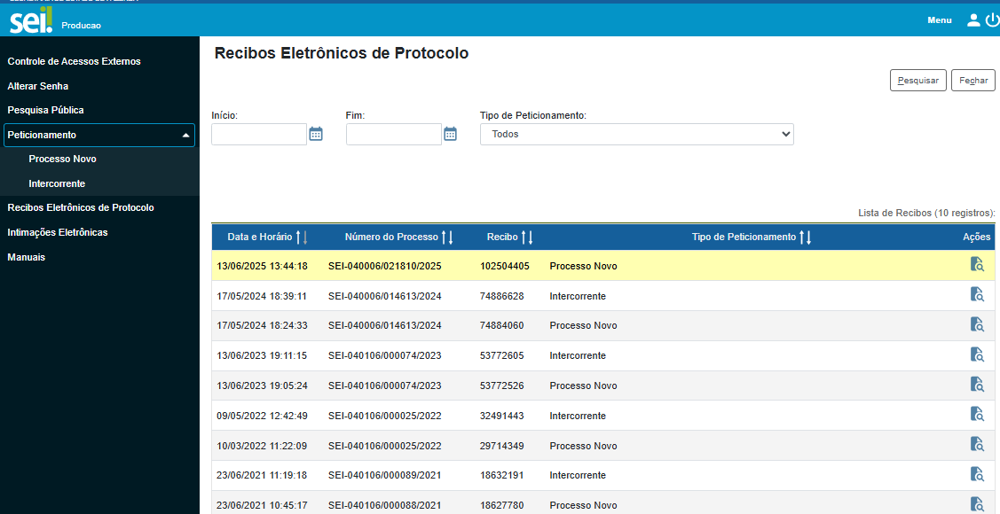 sei! Producao
Menu
Controle de Acessos Externos
Alterar Senha
Pesquisa Pública
Peticionamento
Processo Novo
Intercorrente
Recibos Eletrônicos de Protocolo
Intimações Eletrônicas
Manuais
Recibos Eletrônicos de Protocolo
Pesquisar Fechar
Início: Fim: Tipo de Peticionamento:
Todos
Lista de Recibos (10 registros):
Data e Horário Número do Processo Recibo Tipo de Peticionamento Ações
13/06/2025 13:44:18 SEI-040006/021810/2025 102504405 Processo Novo
17/05/2024 18:39:11 SEI-040006/014613/2024 74886628 Intercorrente
17/05/2024 18:24:33 SEI-040006/014613/2024 74884060 Processo Novo
13/06/2023 19:11:15 SEI-040106/000074/2023 53772605 Intercorrente
13/06/2023 19:05:24 SEI-040106/000074/2023 53772526 Processo Novo
09/05/2022 12:42:49 SEI-040106/000025/2022 32491443 Intercorrente
10/03/2022 11:22:09 SEI-040106/000025/2022 29714349 Processo Novo
23/06/2021 11:19:18 SEI-040106/000089/2021 18632191 Intercorrente
23/06/2021 10:45:17 SEI-040106/000088/2021 18627780 Processo Novo